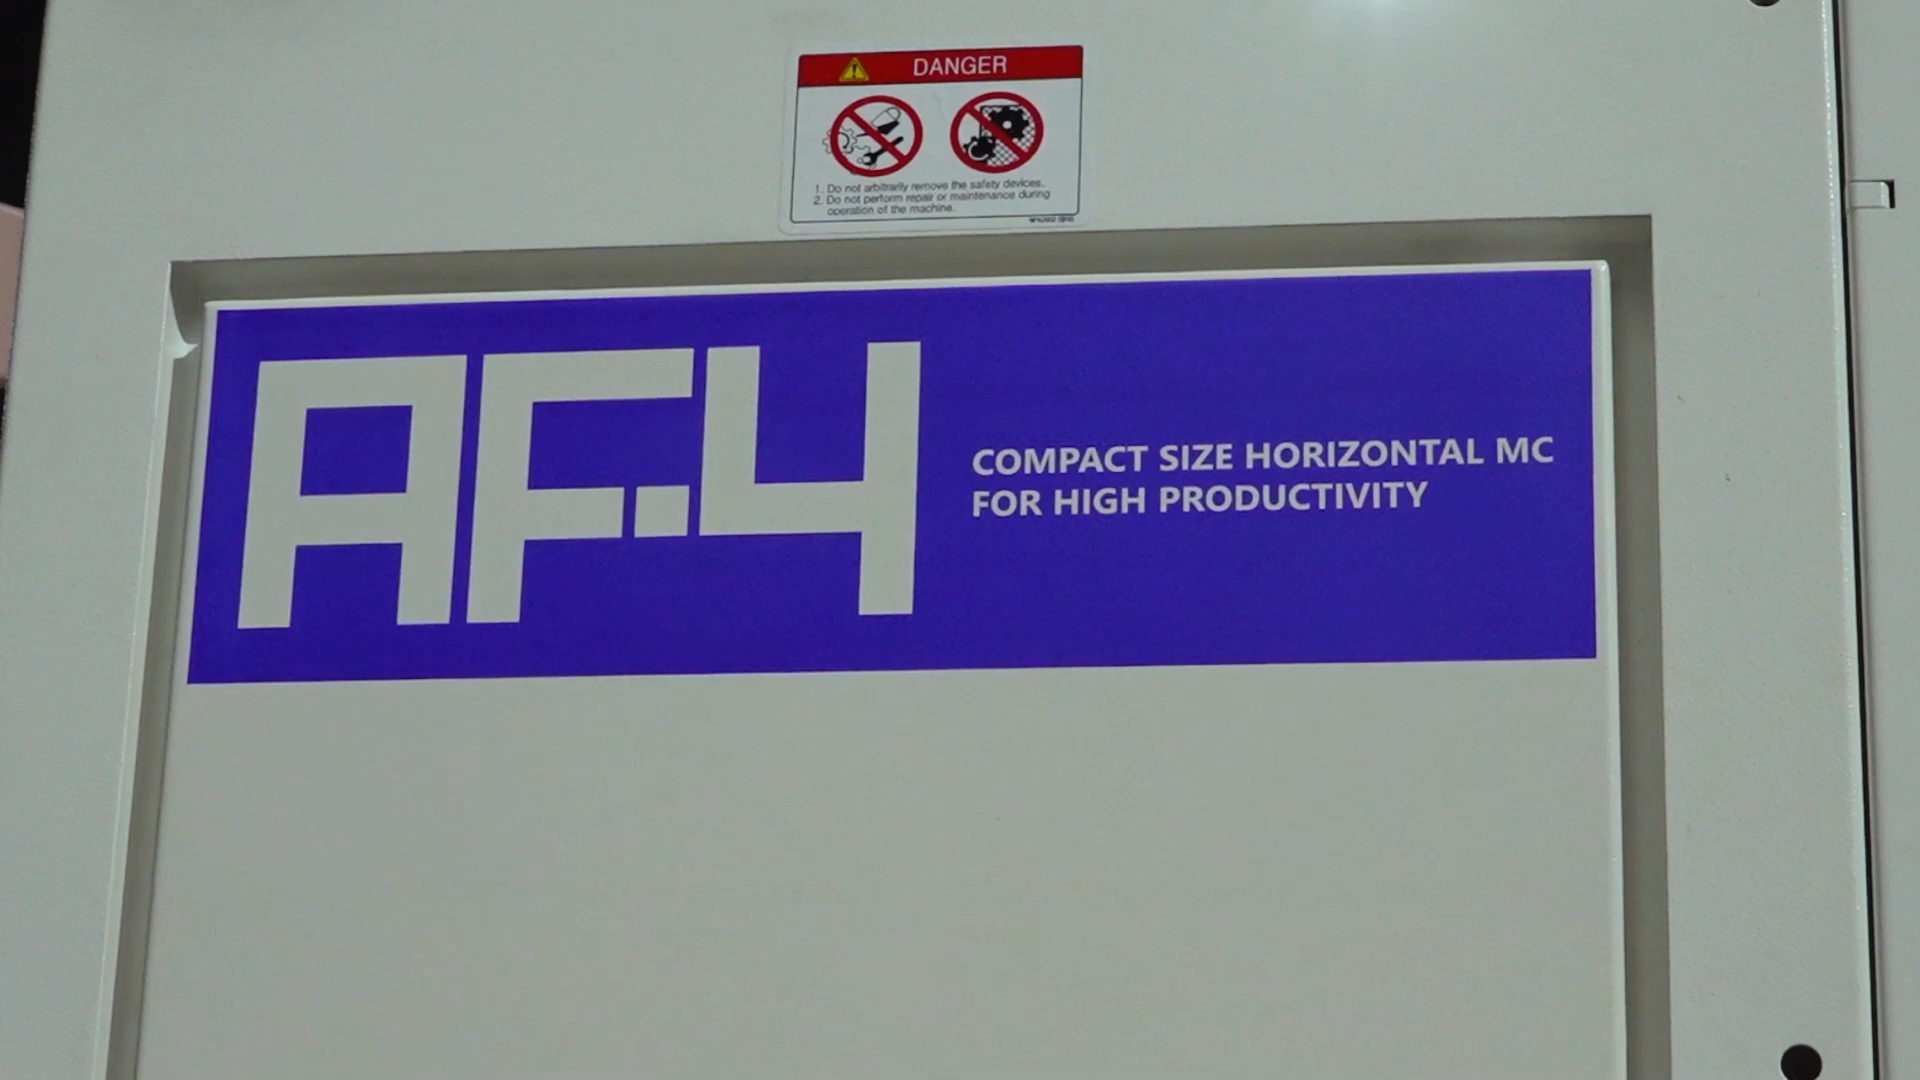 DANGER
1. Do not arbitrarily remove the safety devices.
2. Do not perform repair or maintenance during
operation of the machine.
AF.4
COMPACT SIZE HORIZONTAL MC
FOR HIGH PRODUCTIVITY